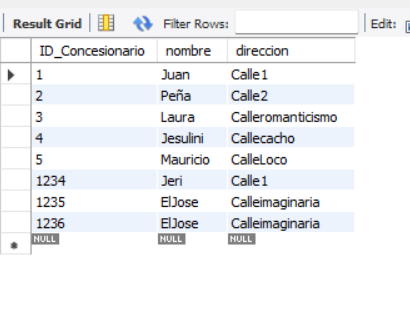 Result Grid Filter Rows: Edit:
ID_Concesionario nombre direccion
1 Juan Calle1
2 Peña Calle2
3 Laura Calleromanticismo
4 Jesulini Callecacho
5 Mauricio CalleLoco
1234 Jeri Calle1
1235 ElJose Calleimaginaria
1236 ElJose Calleimaginaria
NULL NULL NULL